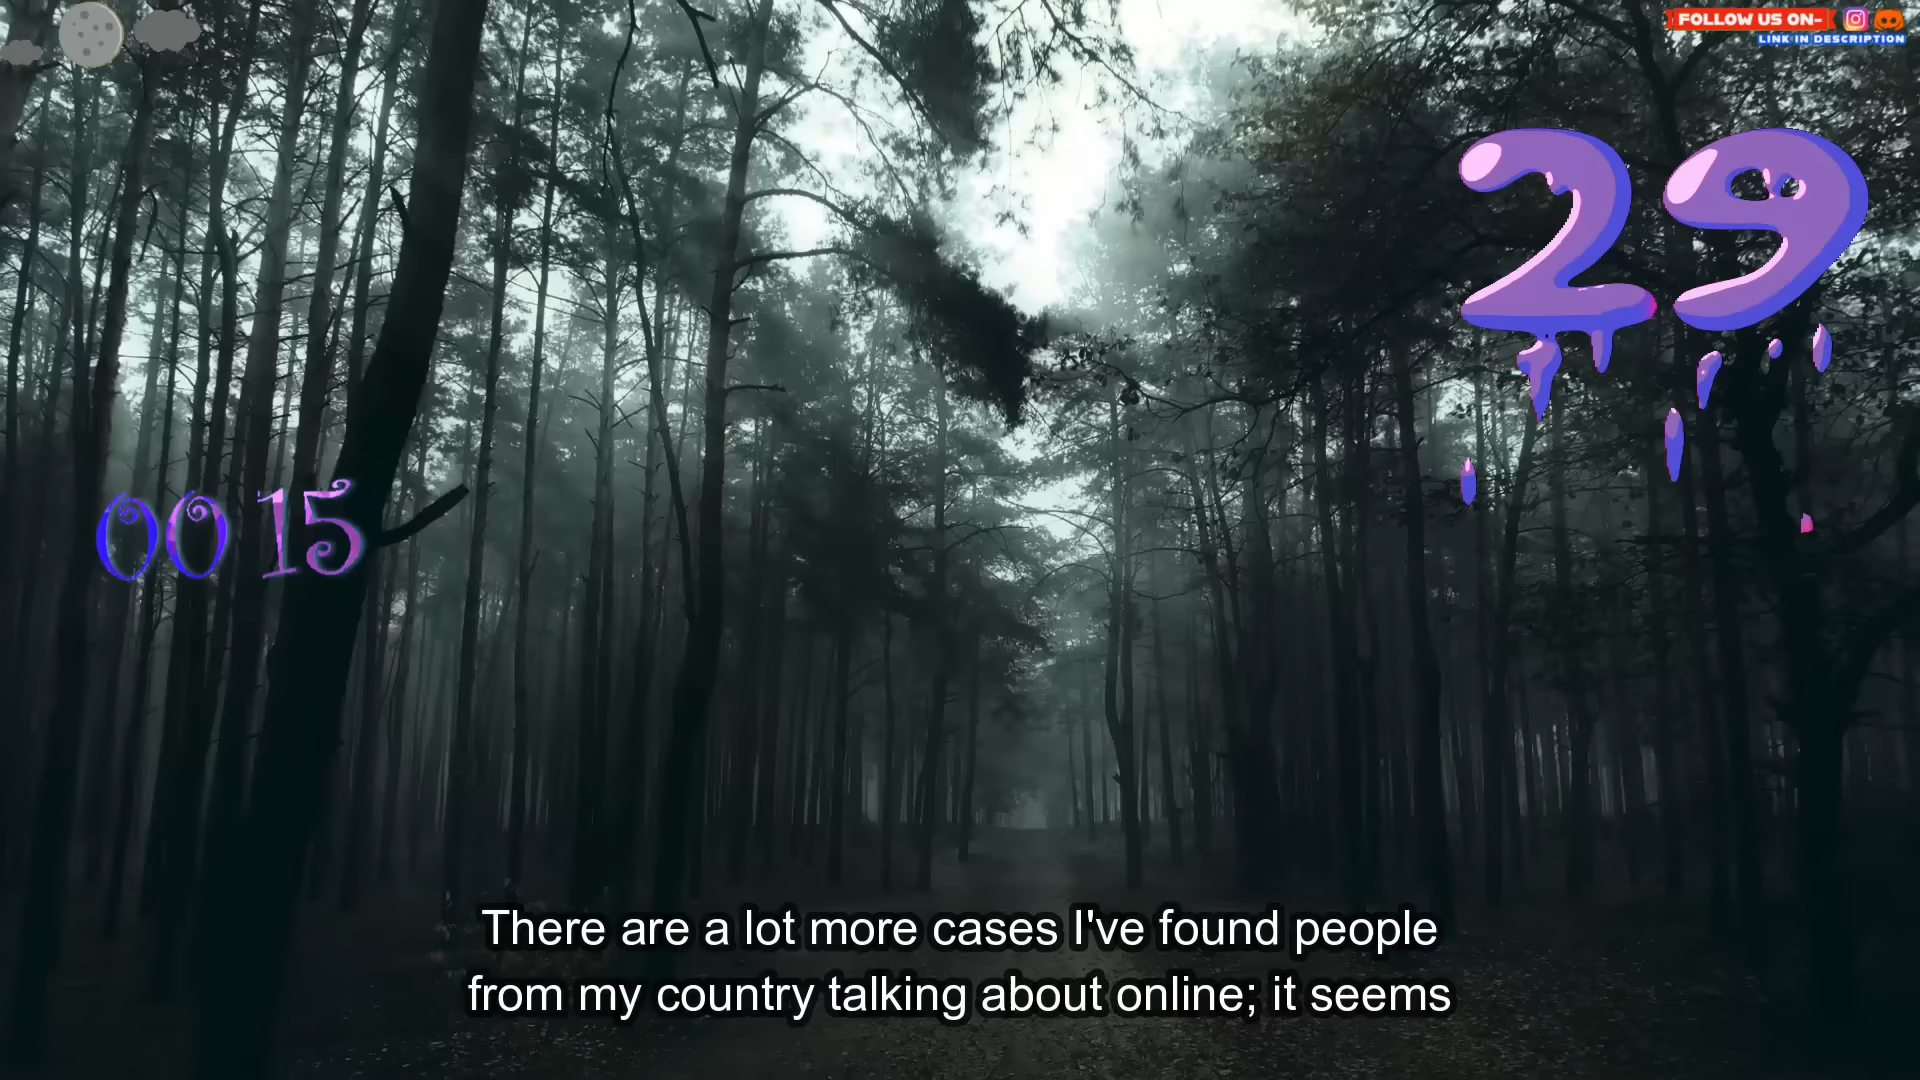 FOLLOW US ON-
LINK IN DESCRIPTION
29
00 15
There are a lot more cases I've found people
from my country talking about online; it seems